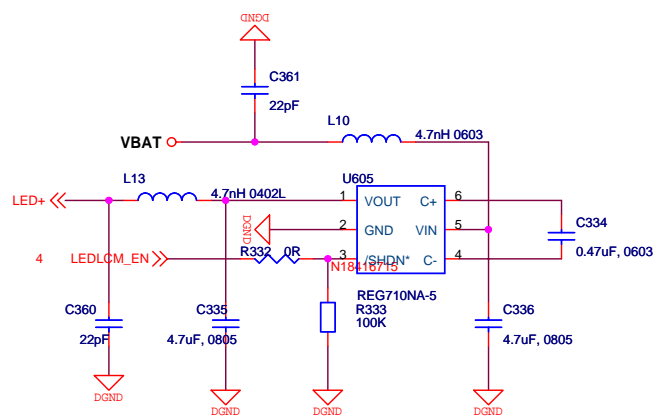 DGND
C361
22pF
L10
VBAT
4.7nH 0603
L13
U605
LED+
4.7nH 0402L
1
VOUT
C+
6
DGND
2
GND
VIN
5
C334
0.47uF, 0603
4
LEDLCM_EN
R332
0R
3
/SHDN*
C-
4
N18416715
REG710NA-5
C360
C335
R333
C336
22pF
4.7uF, 0805
100K
4.7uF, 0805
DGND
DGND
DGND
DGND